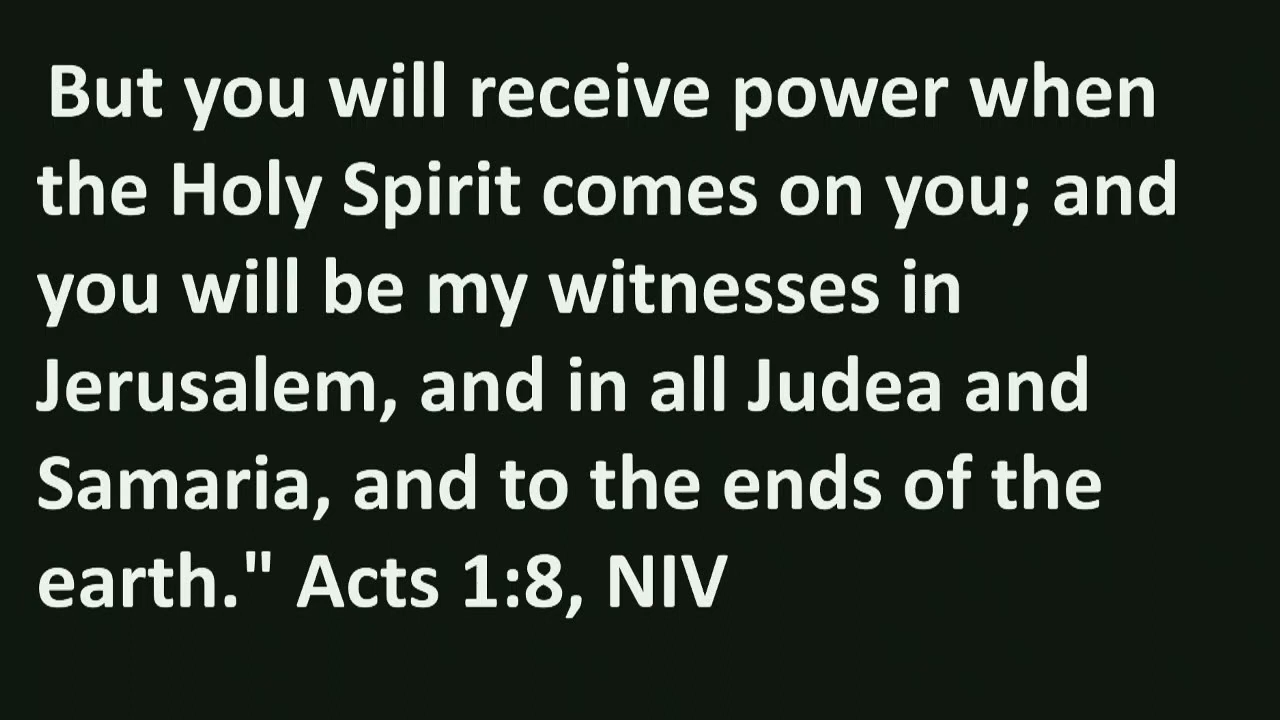 But you will receive power when
the Holy Spirit comes on you; and
you will be my witnesses in
Jerusalem, and in all Judea and
Samaria, and to the ends of the
earth." Acts 1:8, NIV